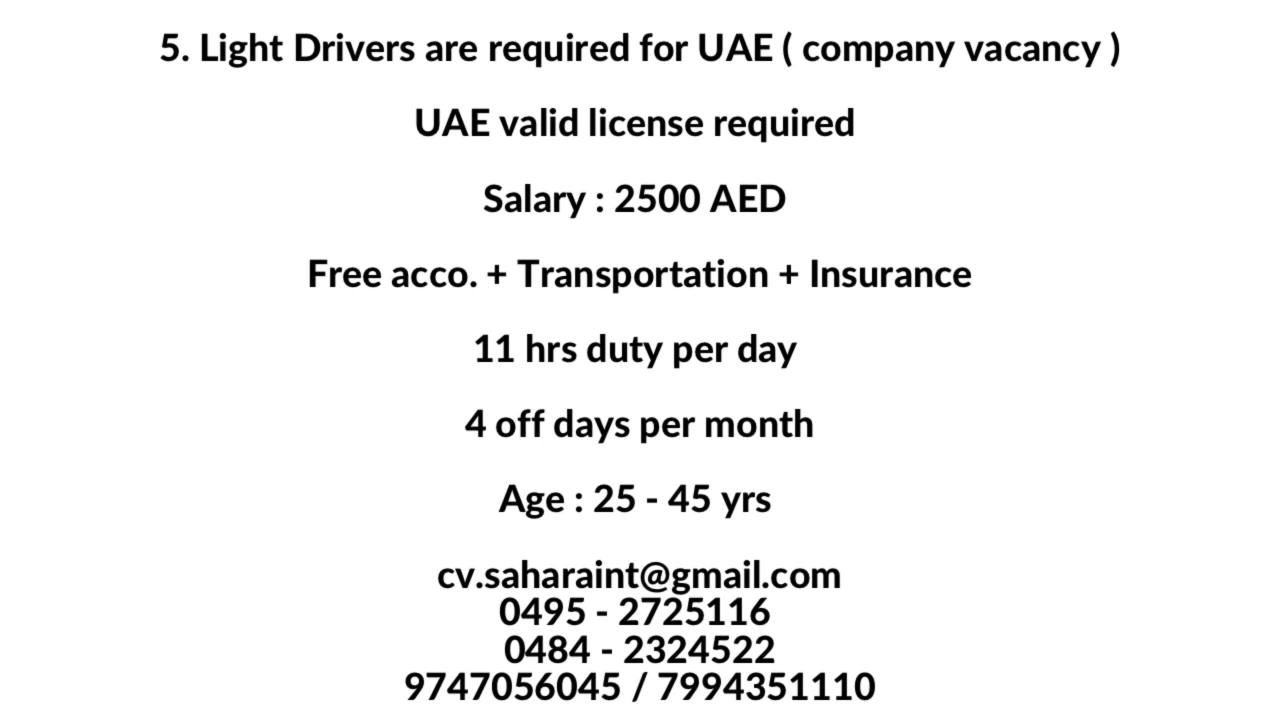 5. Light Drivers are required for UAE ( company vacancy )
UAE valid license required
Salary : 2500 AED
Free acco. + Transportation + Insurance
11 hrs duty per day
4 off days per month
Age : 25 - 45 yrs
cv.saharaint@gmail.com
0495 - 2725116
0484 - 2324522
9747056045 / 7994351110